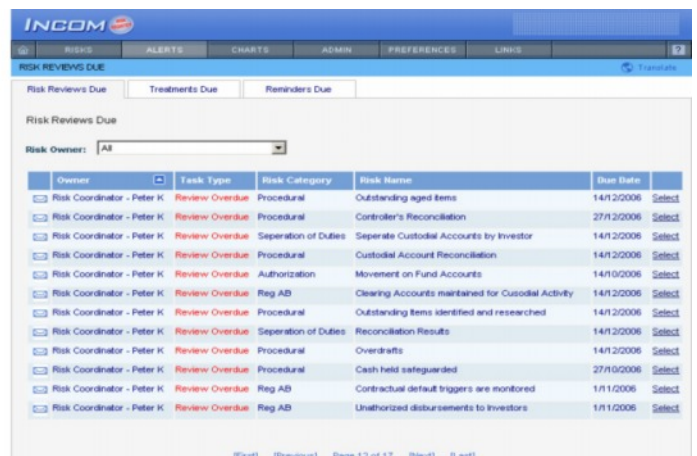 INCOM
RISKS ALERTS CHARTS ADMIN PREFERENCES LINKS ?
RISK REVIEWS DUE Translate
Risk Reviews Due Treatments Due Reminders Due
Risk Reviews Due
Risk Owner: All
Owner Task Type Risk Category Risk Name Due Date
Risk Coordinator - Peter K Review Overdue Procedural Outstanding aged items 14/12/2006 Select
Risk Coordinator - Peter K Review Overdue Procedural Controller's Reconciliation 27/12/2006 Select
Risk Coordinator - Peter K Review Overdue Seperation of Duties Seperate Custodial Accounts by Investor 14/12/2006 Select
Risk Coordinator - Peter K Review Overdue Procedural Custodial Account Reconciliation 14/12/2006 Select
Risk Coordinator - Peter K Review Overdue Authorization Movement on Fund Accounts 14/10/2006 Select
Risk Coordinator - Peter K Review Overdue Reg AB Clearing Accounts maintained for Cusodial Activity 14/12/2006 Select
Risk Coordinator - Peter K Review Overdue Procedural Outstanding Items identified and researched 14/12/2006 Select
Risk Coordinator - Peter K Review Overdue Seperation of Duties Reconciliation Results 14/12/2006 Select
Risk Coordinator - Peter K Review Overdue Procedural Overdrafts 14/12/2006 Select
Risk Coordinator - Peter K Review Overdue Procedural Cash held safeguarded 27/10/2006 Select
Risk Coordinator - Peter K Review Overdue Reg AB Contractual default triggers are monitored 1/11/2006 Select
Risk Coordinator - Peter K Review Overdue Reg AB Unathorized disbursements to investors 1/11/2006 Select
[First] [Previous] Page 12 of 17 [Next] [Last]